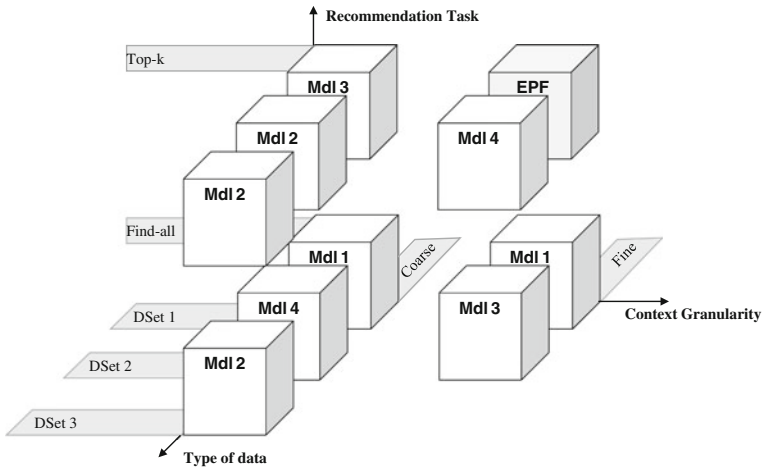 Recommendation Task
Top-k
Mdl 3
EPF
Mdl 2
Mdl 4
Mdl 2
Find-all
Mdl 1
Coarse
Mdl 1
Fine
DSet 1
Mdl 4
Mdl 3
Context Granularity
DSet 2
Mdl 2
DSet 3
Type of data